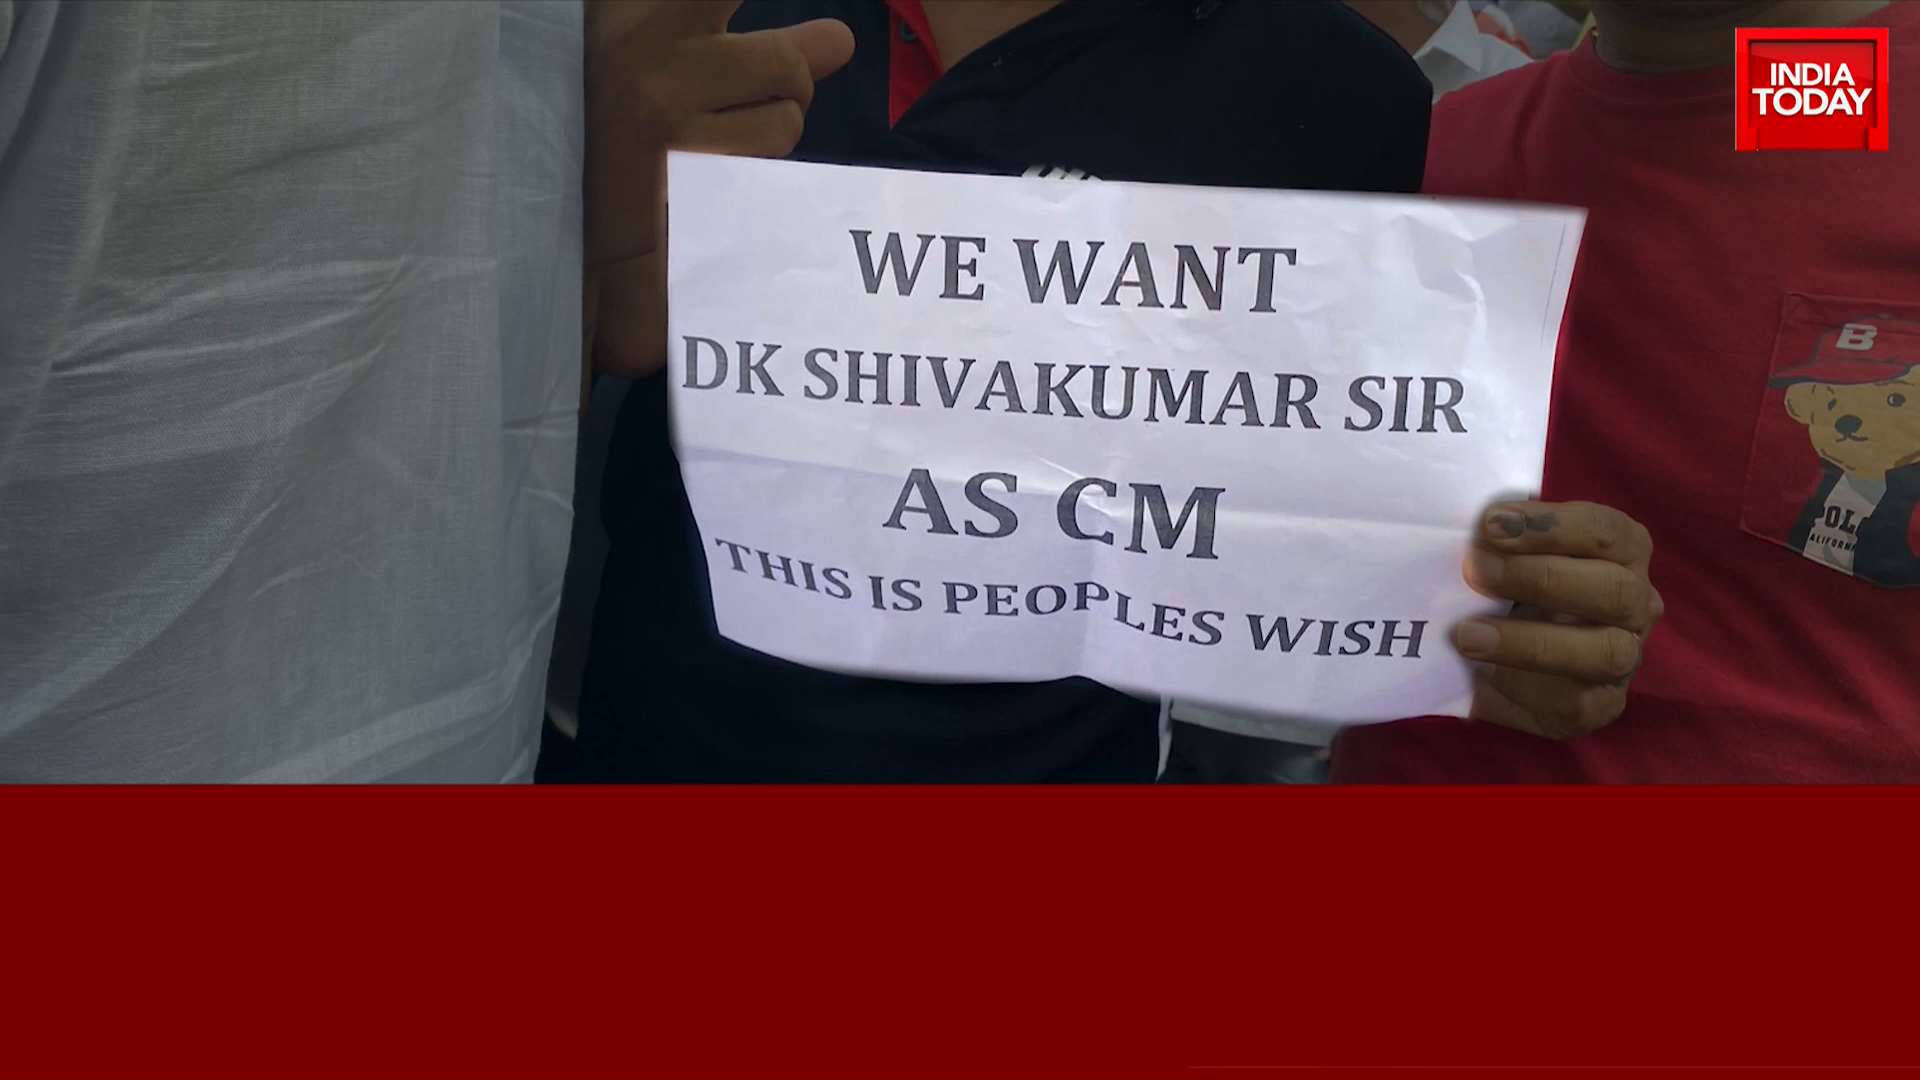 INDIA
TODAY
WE WANT
DK SHIVAKUMAR SIR
AS CM
THIS IS PEOPLES WISH
B